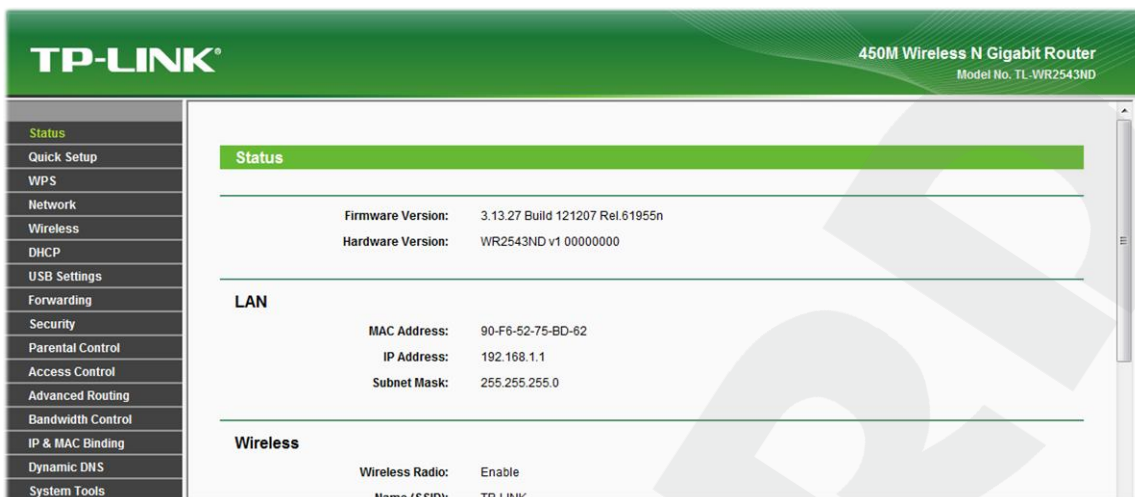 TP-LINK®
450M Wireless N Gigabit Router
Model No. TL-WR2543ND
Status
Quick Setup
WPS
Network
Wireless
DHCP
USB Settings
Forwarding
Security
Parental Control
Access Control
Advanced Routing
Bandwidth Control
IP & MAC Binding
Dynamic DNS
System Tools
Status
Firmware Version: 3.13.27 Build 121207 Rel.61955n
Hardware Version: WR2543ND v1 00000000
LAN
MAC Address: 90-F6-52-75-BD-62
IP Address: 192.168.1.1
Subnet Mask: 255.255.255.0
Wireless
Wireless Radio: Enable
Name (SSID): TP-LINK